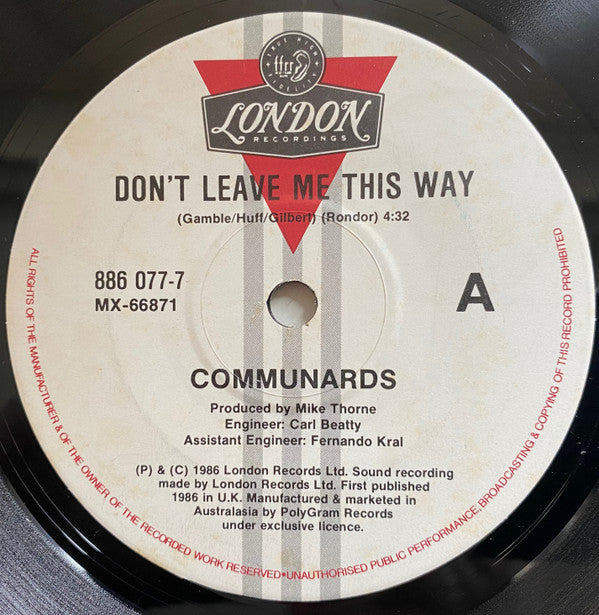 TRUE HIGH FIDELITY
ffrr
LONDON
RECORDINGS
DON'T LEAVE ME THIS WAY
(Gamble/Huff/Gilbert) (Rondor) 4:32
886 077-7
MX-66871
A
COMMUNARDS
Produced by Mike Thorne
Engineer: Carl Beatty
Assistant Engineer: Fernando Kral
(P) & (C) 1986 London Records Ltd. Sound recording
made by London Records Ltd. First published
1986 in U.K. Manufactured & marketed in
Australasia by PolyGram Records
under exclusive licence.
ALL RIGHTS OF THE MANUFACTURER & OF THE OWNER OF THE RECORDED WORK RESERVED•UNAUTHORISED PUBLIC PERFORMANCE, BROADCASTING & COPYING OF THIS RECORD PROHIBITED